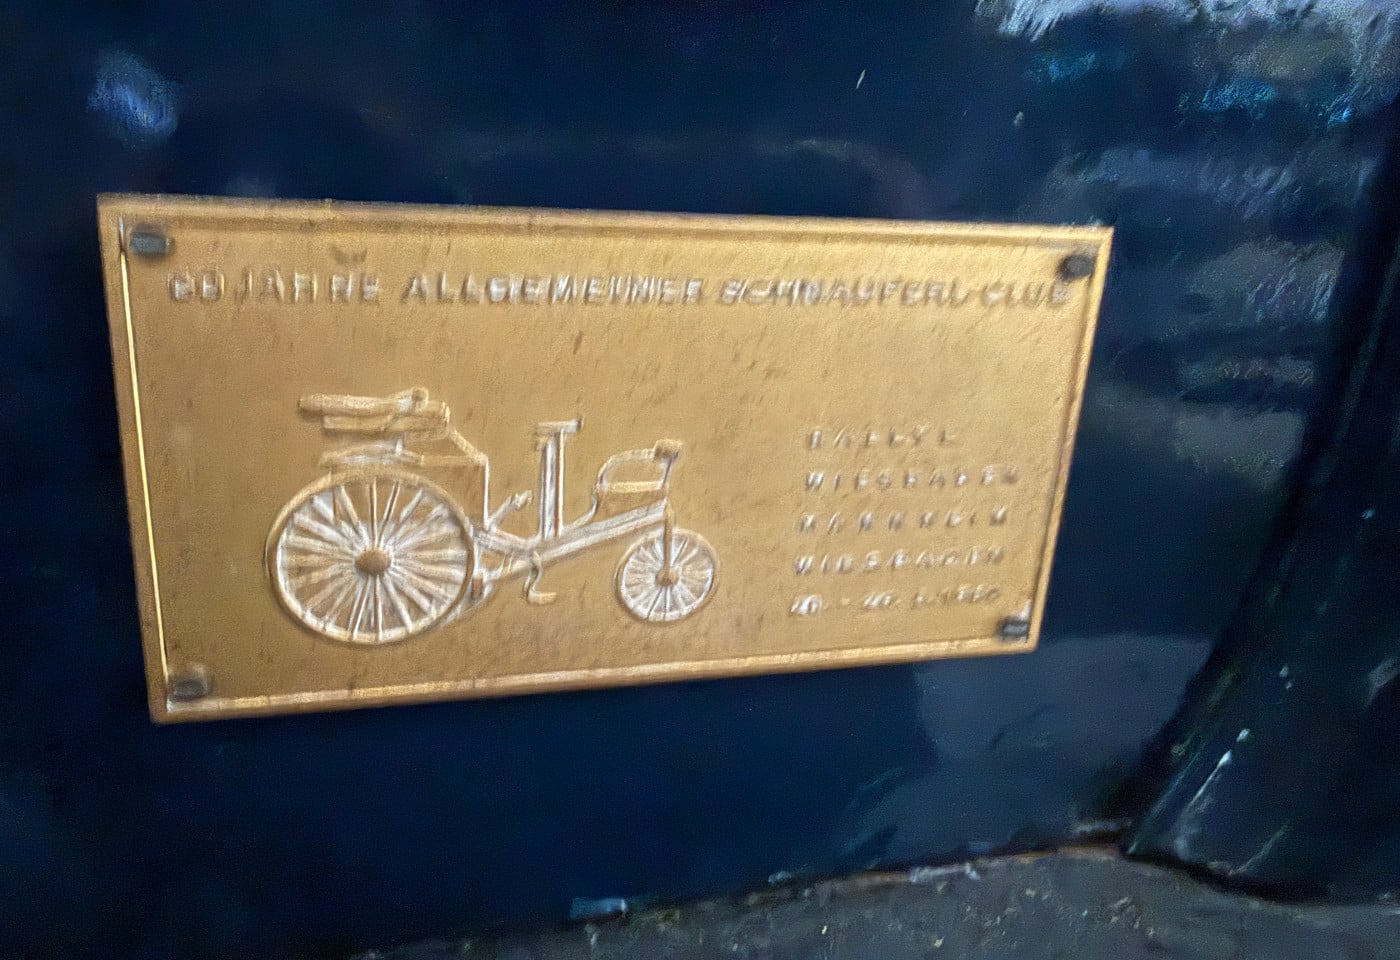 JAHRE ALLGEMEINER SCHNAUFERL-CLUB
RALLYE
WIESBADEN
MANNHEIM
WIESBADEN